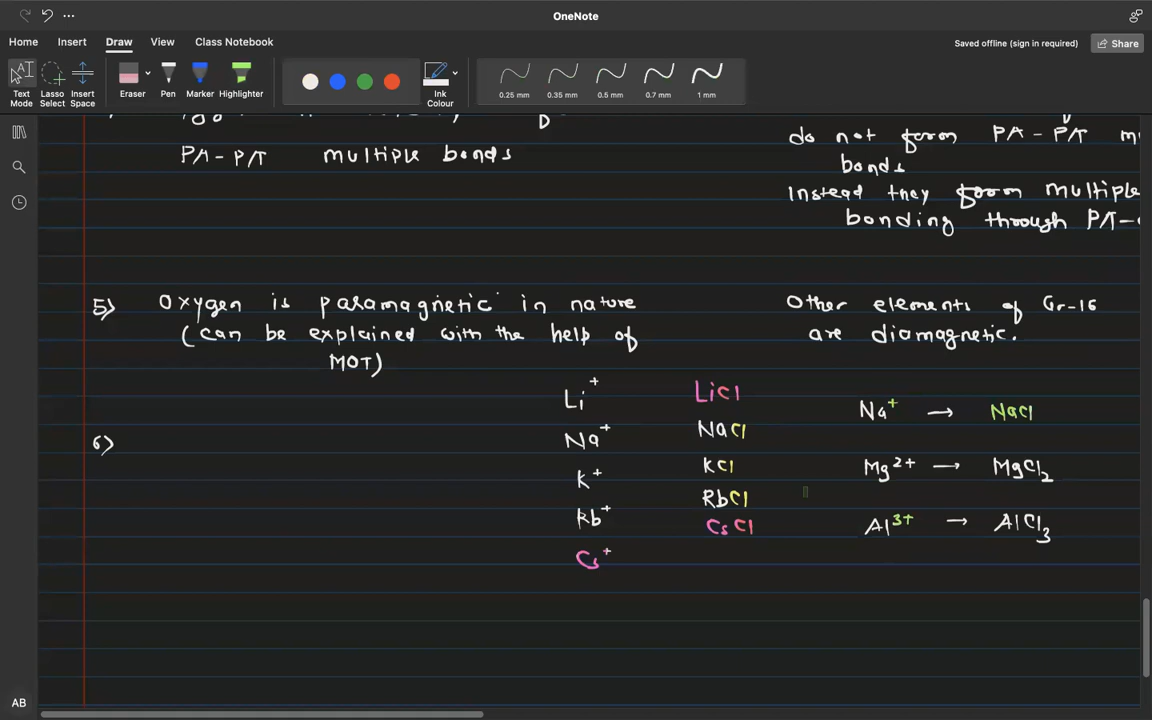 OneNote
Home Insert Draw View Class Notebook
Saved offline (sign in required) Share
Text Mode
Lasso Select
Insert Space
Eraser
Pen
Marker
Highlighter
Ink Colour
0.25 mm 0.35 mm 0.5 mm 0.7 mm 1 mm
multiple bonds
do not form
bonds
Instead they form multiple
bonding through
5) Oxygen is paramagnetic in nature
(can be explained with the help of
MOT)
Other elements of Gr-16
are diamagnetic.
6)
Li⁺ LiCl
Na⁺ NaCl
K⁺ KCl
Rb⁺ RbCl
Cs⁺ CsCl
Na⁺ → NaCl
Mg²⁺ → MgCl₂
Al³⁺ → AlCl₃
AB